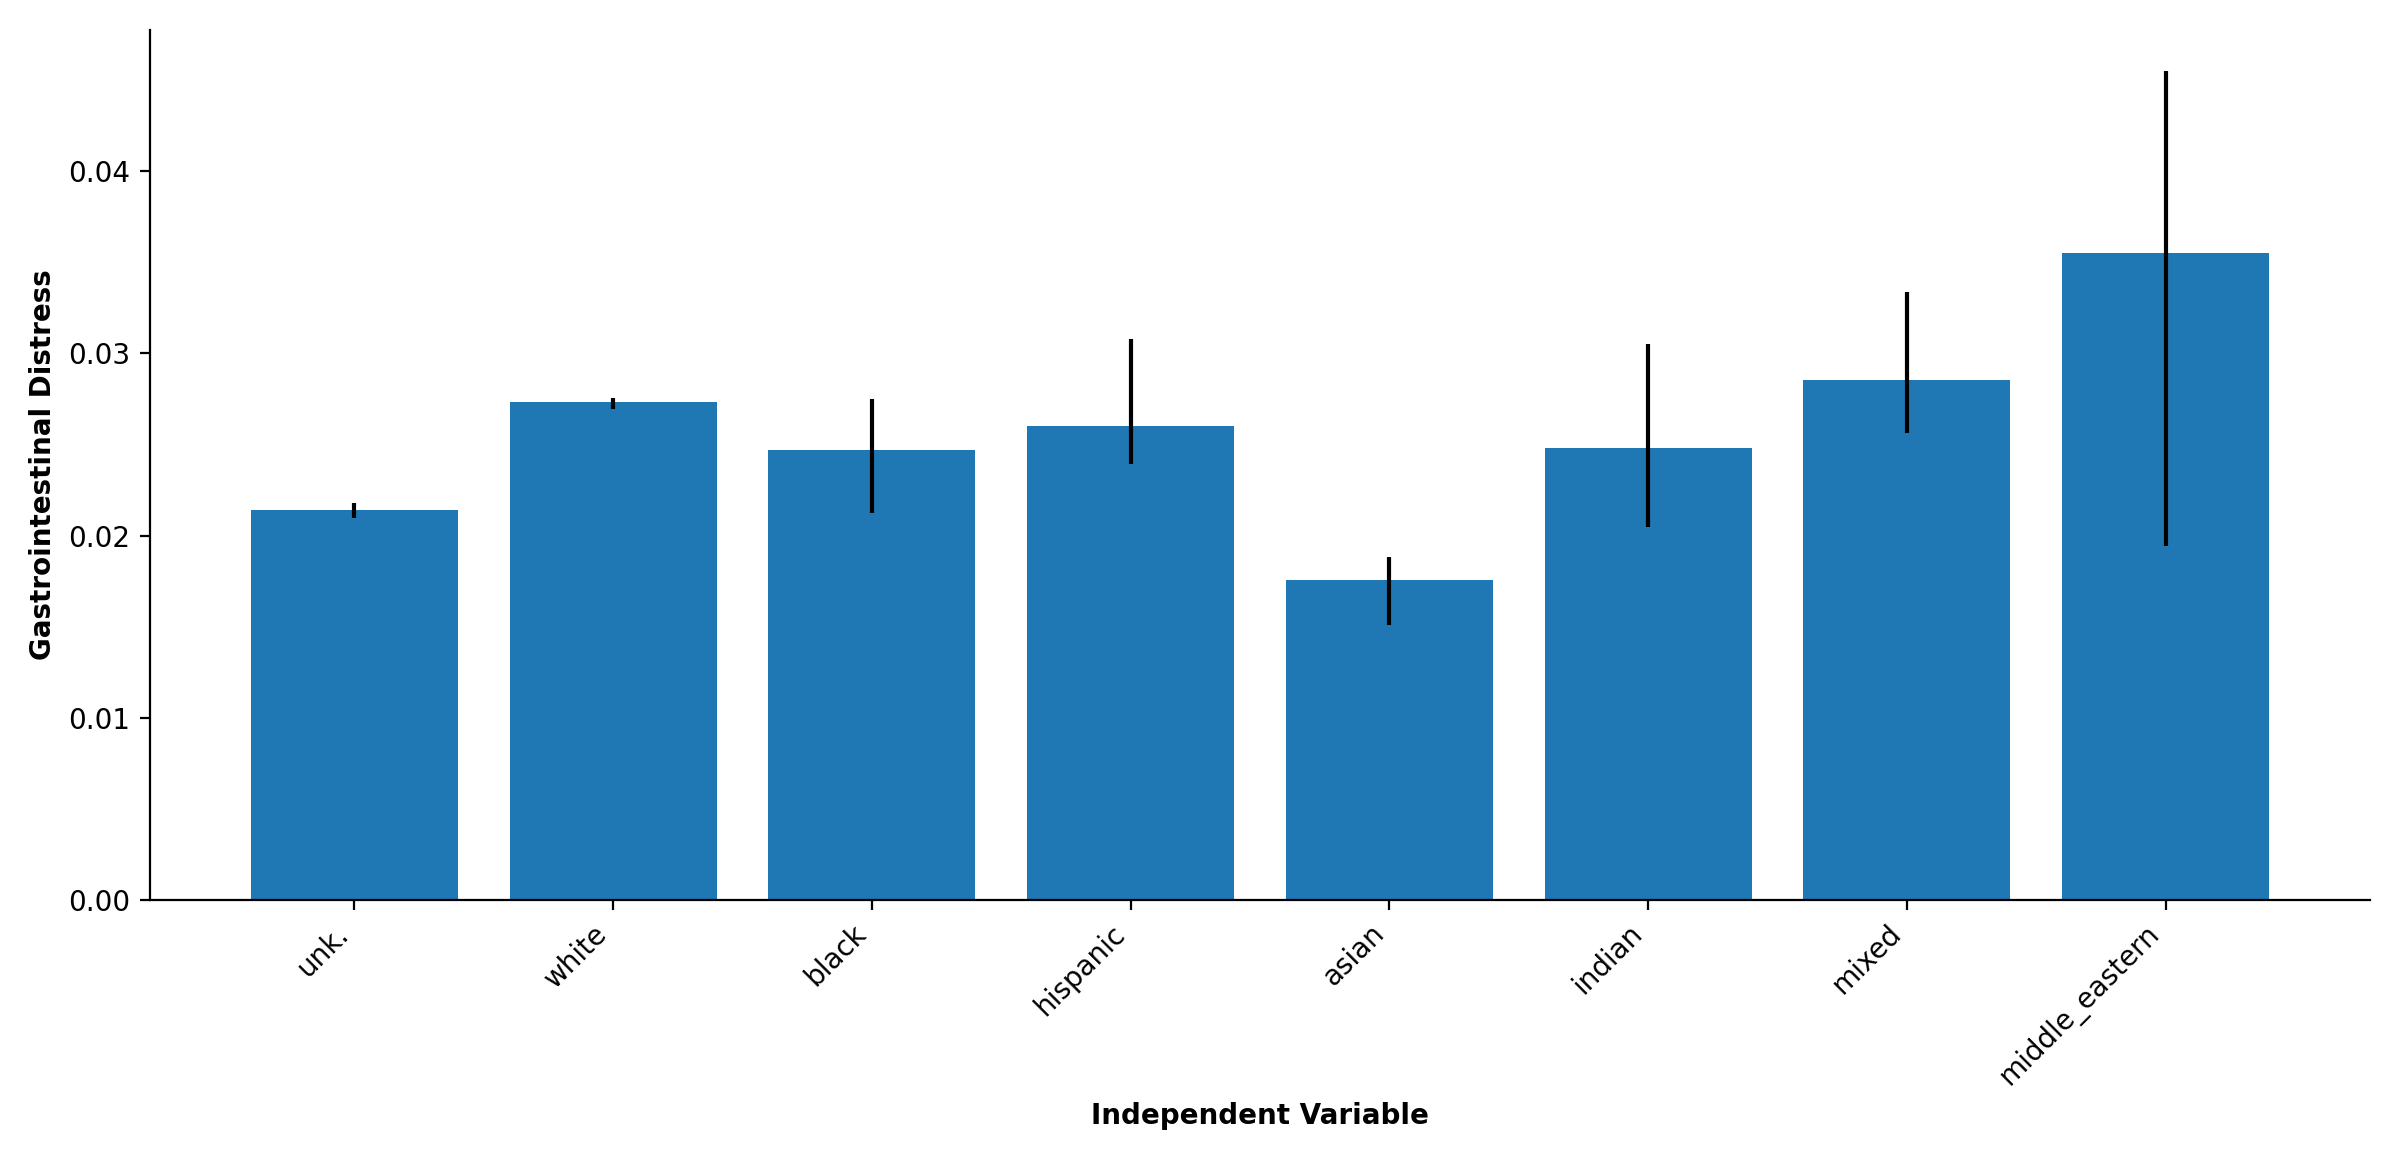 Gastrointestinal Distress
0.04
0.03
0.02
0.01
0.00
unk.
white
black
hispanic
asian
indian
mixed
middle_eastern
Independent Variable